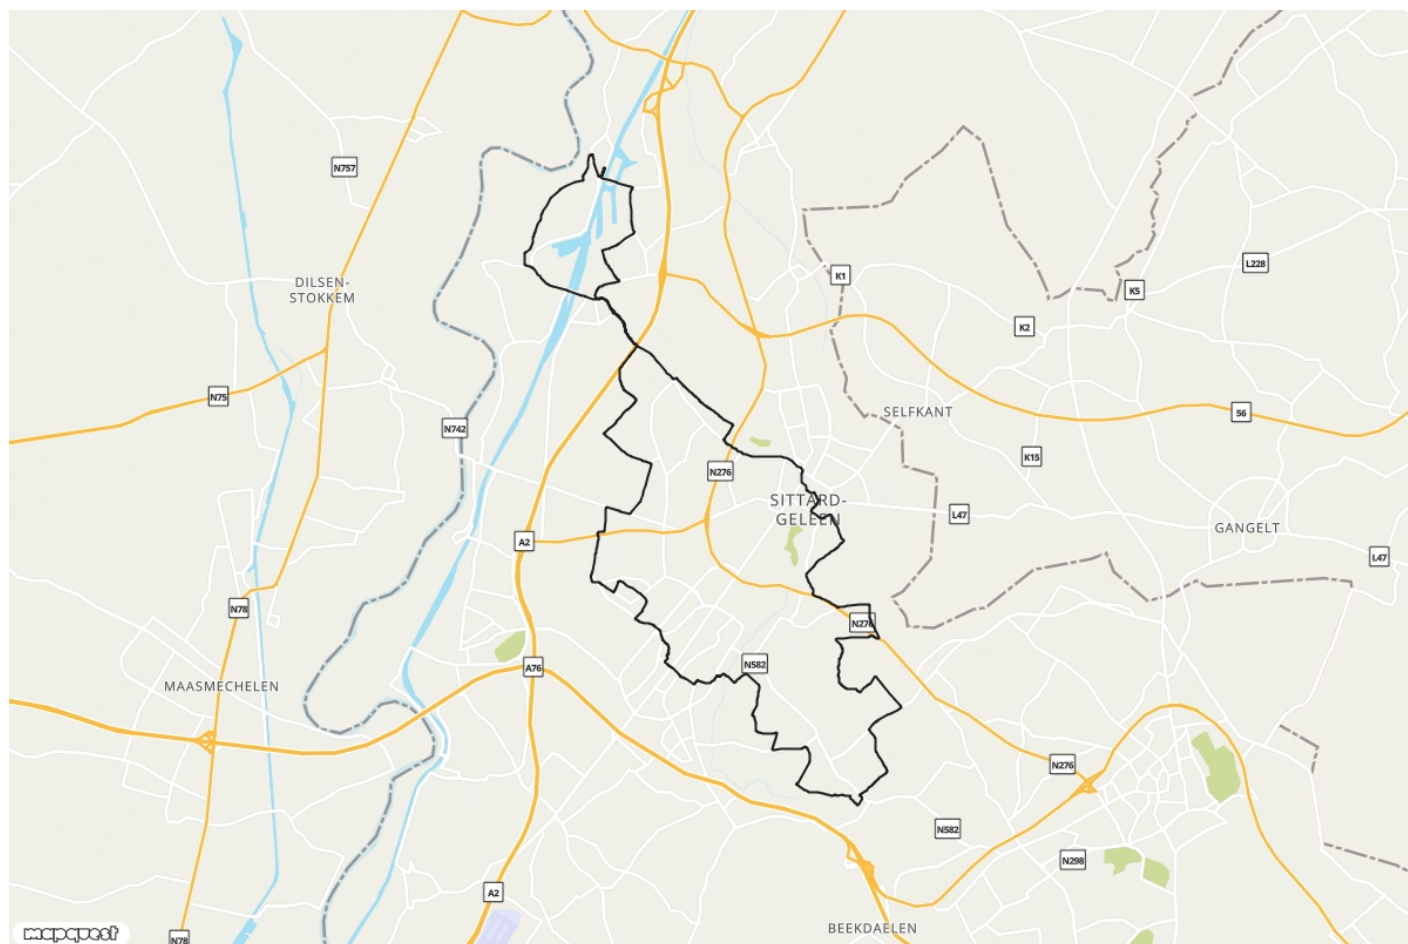 N757
K1
L228
K5
DILSEN-
STOKKEM
K2
N75
SELFKANT
56
N742
K15
N276
SITTARD-
GELEEN
L47
GANGELT
A2
L47
N78
N276
N582
A76
MAASMECHELEN
N276
N582
N298
A2
BEEKDAELEN
mapquest
N78